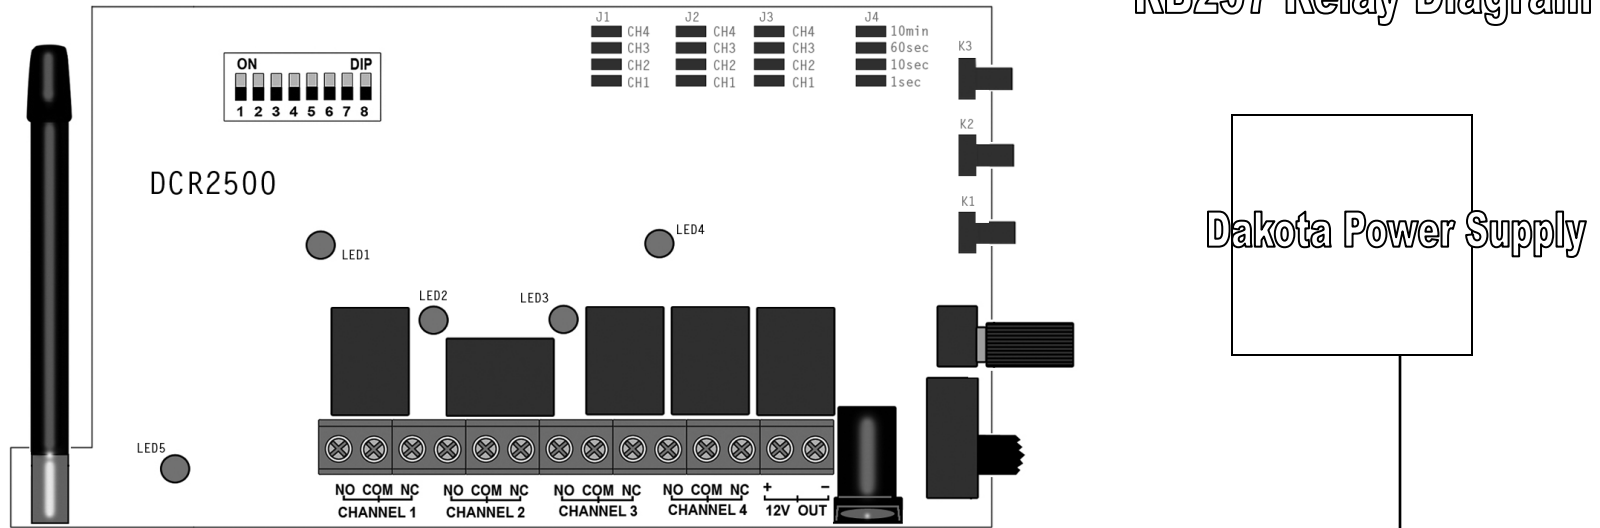 RB257 Relay Diagram
J1 J2 J3 J4
CH4 CH4 CH4 10min
CH3 CH3 CH3 60sec
CH2 CH2 CH2 10sec
CH1 CH1 CH1 1sec
K3
ON DIP
1 2 3 4 5 6 7 8
K2
DCR2500
K1
Dakota Power Supply
LED4
LED1
LED2 LED3
LED5
NO COM NC NO COM NC NO COM NC NO COM NC + −
CHANNEL 1 CHANNEL 2 CHANNEL 3 CHANNEL 4 12V OUT